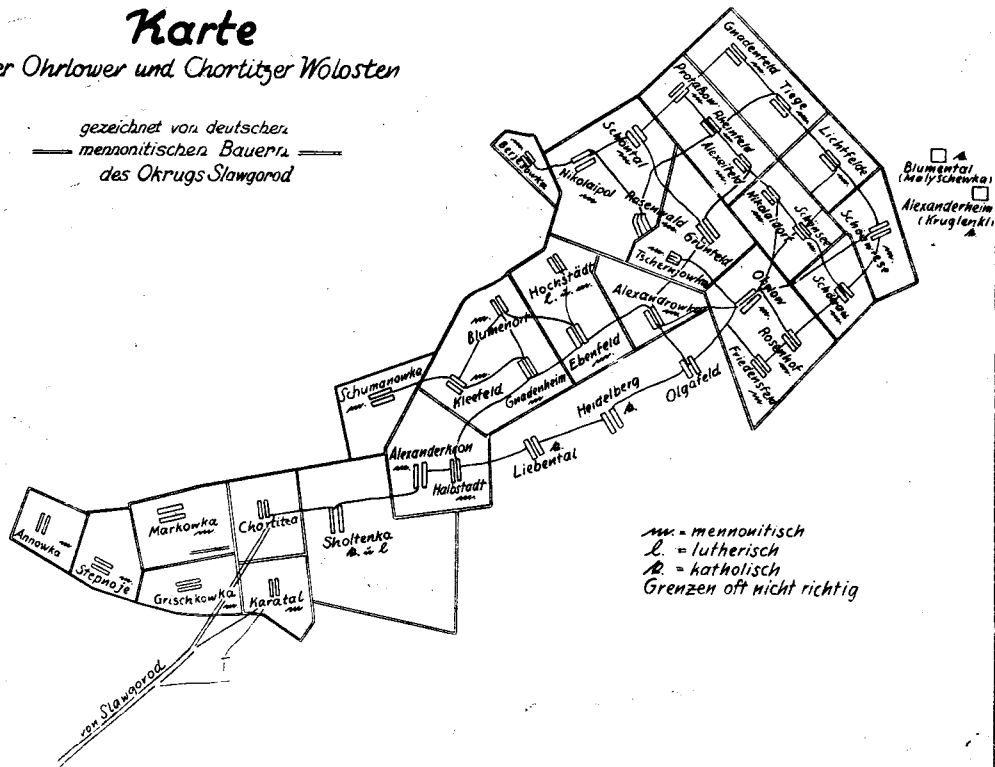 Karte
er Ohrlower und Chortitzer Wolosten
gezeichnet von deutschen
mennonitischen Bauern
des Okrugs Slawgorod
Gnadenfeld m.
Tiege m.
Protaßow m.
Rheinfeld
Schöntal m.
Alexeifeld m.
Lichtfelde m.
Blumental k.
(Malyschewka)
Alexanderheim
(Kruglenki
k.
m.
Nikolaipol m.
Rosenwald
Grünfeld
Nikolaidorf m.
Schönsee m.
Schönwiese m.
m. Tschernjowka
Orlow m.
Schönau m.
Hochstädt
l. u. m.
Alexandrowka m.
m. Blumenort
Ebenfeld m.
Rosenhof m.
Friedensfeld m.
Schumanowka
m.
m. Kleefeld
Gnadenheim m.
Olgafeld
Heidelberg k.
k. Liebental
Alexanderkron
m.
Halbstadt
m.
Annowka m.
Stepnoje m.
Markowka
m.
Chortitza
Sholtenka
k. u. l
Grischkowka m.
Karatal
m.
von Slawgorod
m. = mennonitisch
l. = lutherisch
k. = katholisch
Grenzen oft nicht richtig